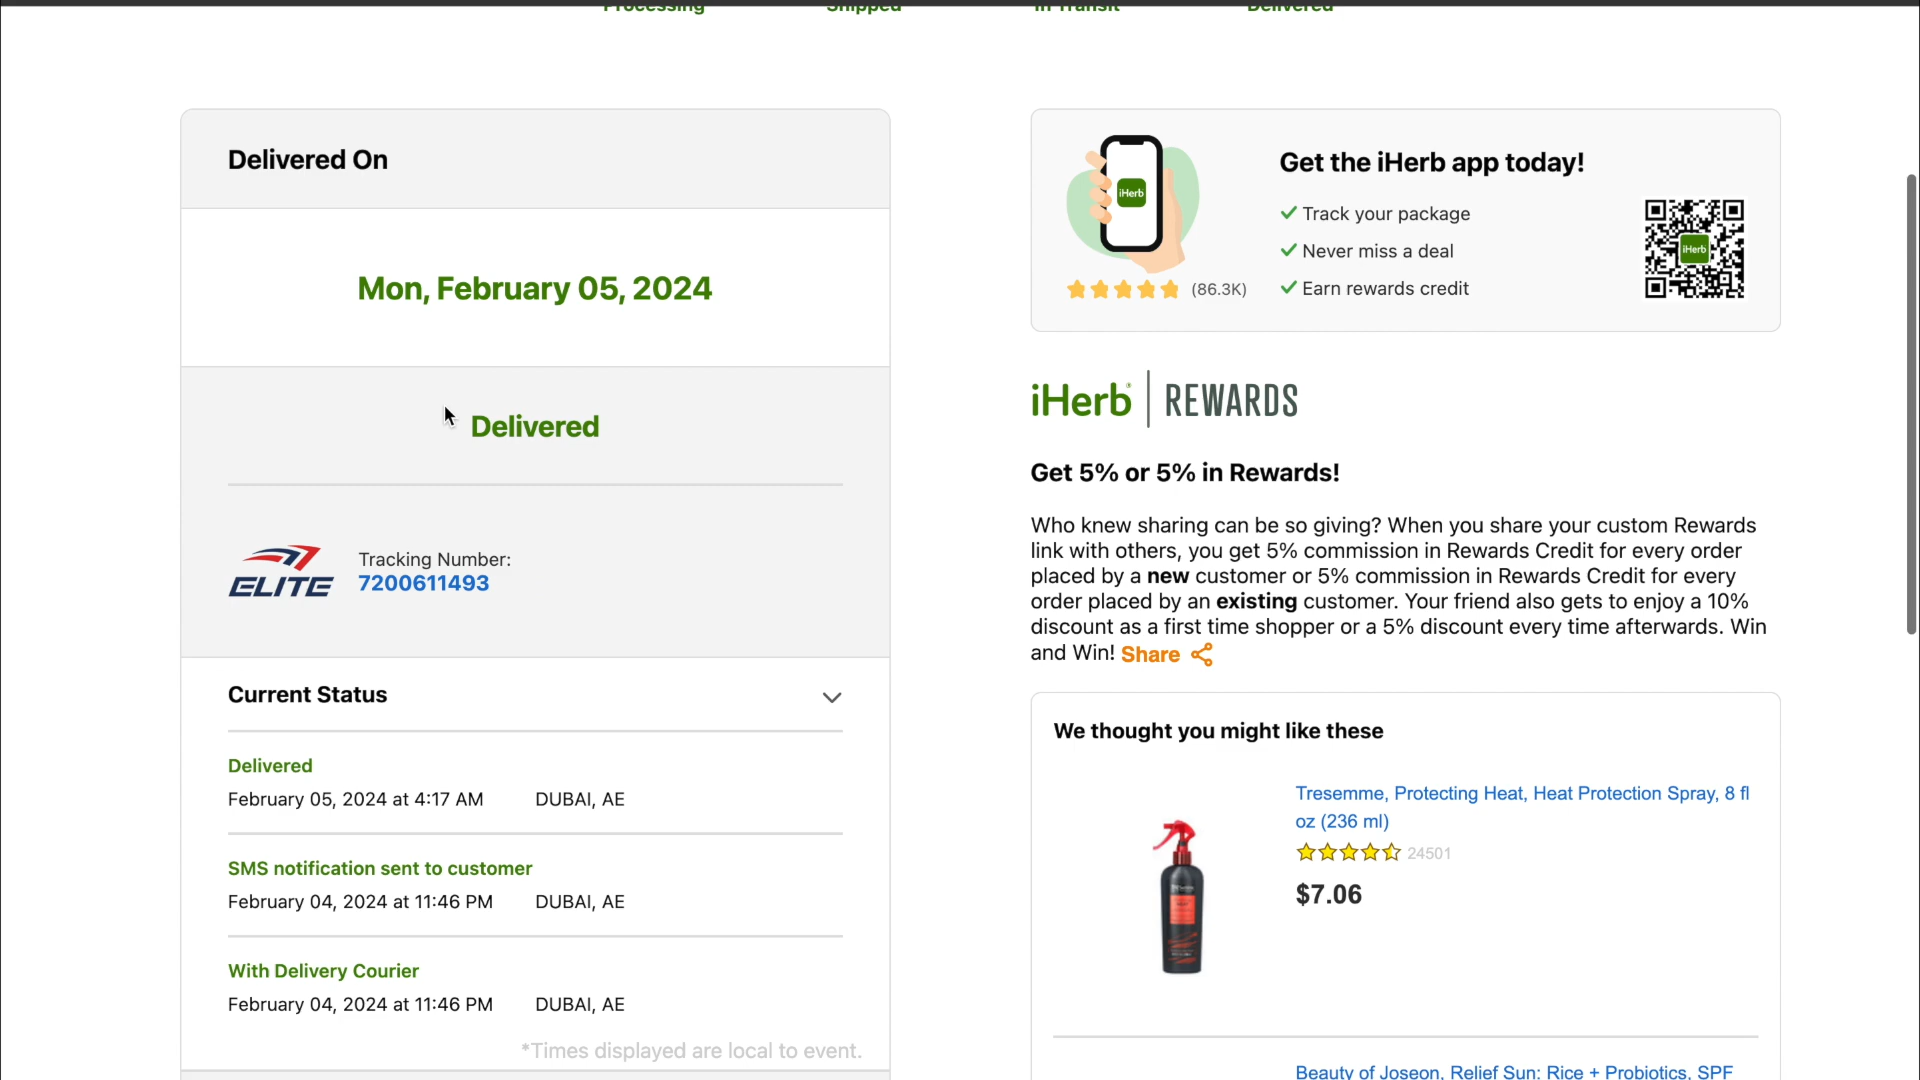 Processing Shipped In Transit Delivered
Delivered On
Mon, February 05, 2024
Delivered
ELITE
Tracking Number:
7200611493
Current Status
Delivered
February 05, 2024 at 4:17 AM DUBAI, AE
SMS notification sent to customer
February 04, 2024 at 11:46 PM DUBAI, AE
With Delivery Courier
February 04, 2024 at 11:46 PM DUBAI, AE
*Times displayed are local to event.
iHerb
(86.3K)
Get the iHerb app today!
Track your package
Never miss a deal
Earn rewards credit
iHerb
iHerb REWARDS
Get 5% or 5% in Rewards!
Who knew sharing can be so giving? When you share your custom Rewards
link with others, you get 5% commission in Rewards Credit for every order
placed by a new customer or 5% commission in Rewards Credit for every
order placed by an existing customer. Your friend also gets to enjoy a 10%
discount as a first time shopper or a 5% discount every time afterwards. Win
and Win! Share
We thought you might like these
Tresemme, Protecting Heat, Heat Protection Spray, 8 fl
oz (236 ml)
24501
$7.06
Beauty of Joseon, Relief Sun: Rice + Probiotics, SPF